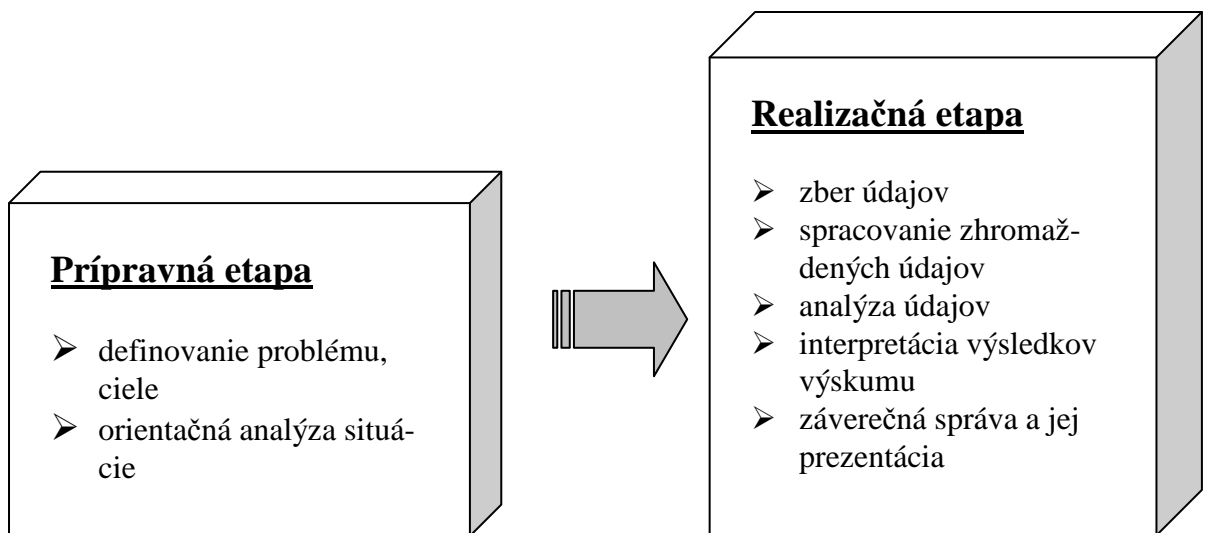 Prípravná etapa
➢ definovanie problému,
ciele
➢ orientačná analýza situá-
cie
Realizačná etapa
➢ zber údajov
➢ spracovanie zhromaž-
dených údajov
➢ analýza údajov
➢ interpretácia výsledkov
výskumu
➢ záverečná správa a jej
prezentácia